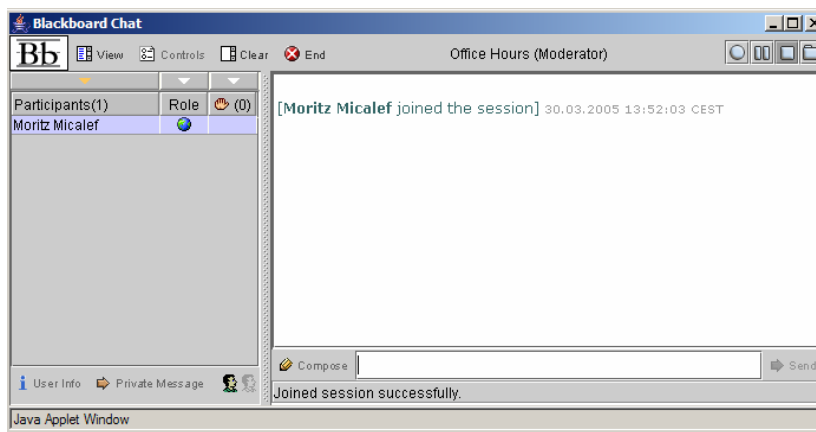 Blackboard Chat
Bb View Controls Clear End Office Hours (Moderator)
Participants(1) Role (0)
Moritz Micalef
[Moritz Micalef joined the session] 30.03.2005 13:52:03 CEST
Compose Send
User Info Private Message
Joined session successfully.
Java Applet Window